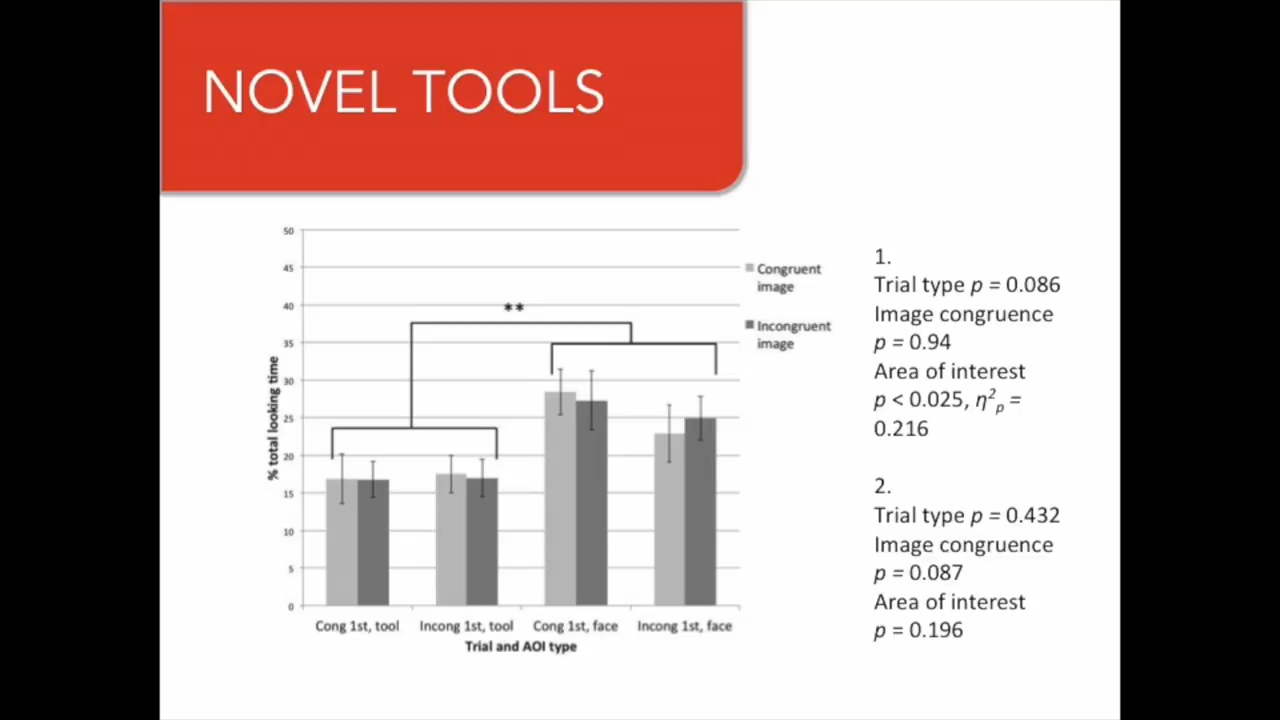 NOVEL TOOLS
50
45
40
35
30
25
20
15
10
5
0
% total looking time
**
Congruent
image
Incongruent
image
Cong 1st, tool
Incong 1st, tool
Cong 1st, face
Incong 1st, face
Trial and AOI type
1.
Trial type p = 0.086
Image congruence
p = 0.94
Area of interest
p < 0.025, η²ₚ =
0.216
2.
Trial type p = 0.432
Image congruence
p = 0.087
Area of interest
p = 0.196